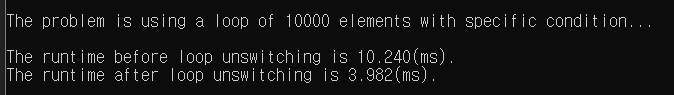 The problem is using a loop of 10000 elements with specific condition...
The runtime before loop unswitching is 10.240(ms).
The runtime after loop unswitching is 3.982(ms).